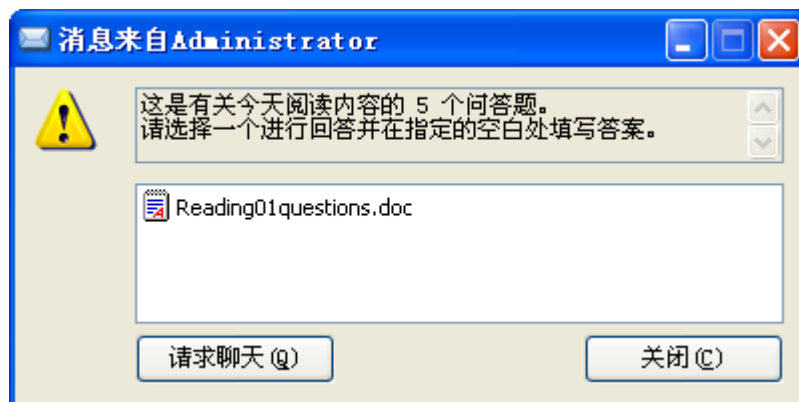 消息来自Administrator
这是有关今天阅读内容的 5 个问答题。
请选择一个进行回答并在指定的空白处填写答案。
Reading01questions.doc
请求聊天(Q) 关闭(C)